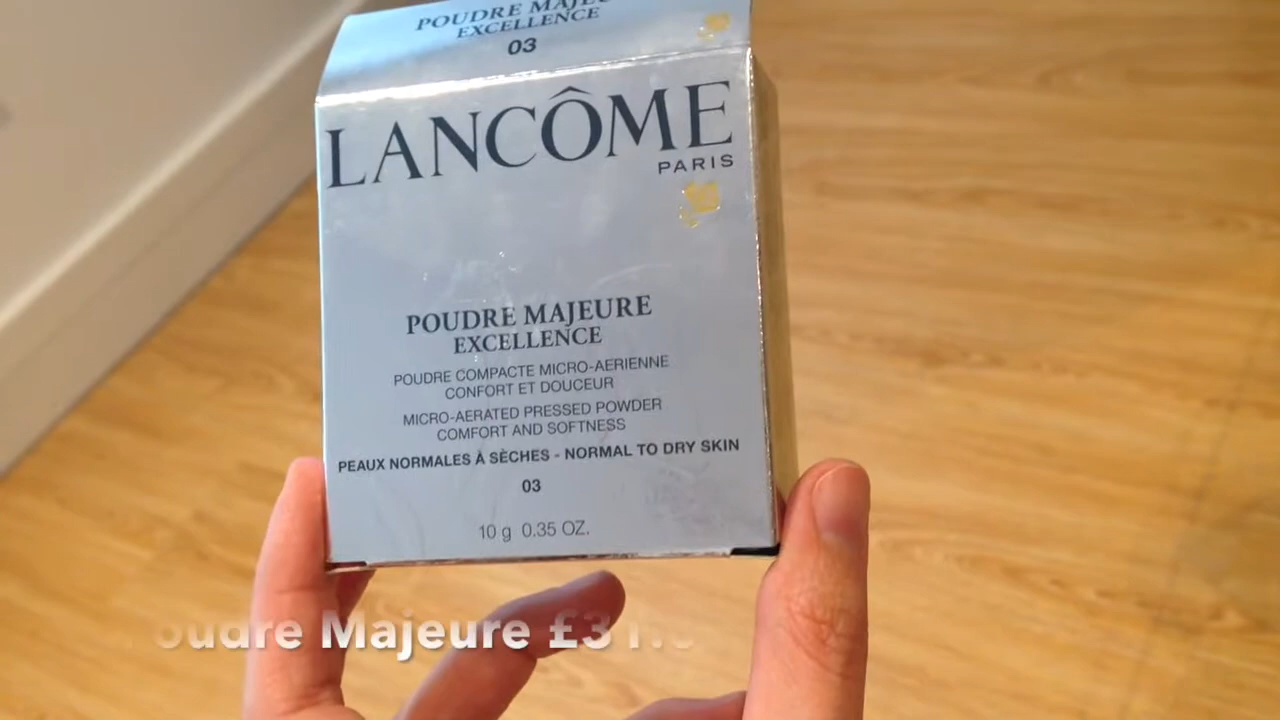 POUDRE
EXCELLENCE
03
LANCÔME
PARIS
POUDRE MAJEURE
EXCELLENCE
POUDRE COMPACTE MICRO-AERIENNE
CONFORT ET DOUCEUR
MICRO-AERATED PRESSED POWDER
COMFORT AND SOFTNESS
PEAUX NORMALES À SÈCHES - NORMAL TO DRY SKIN
03
10 g 0.35 OZ.
Majeure